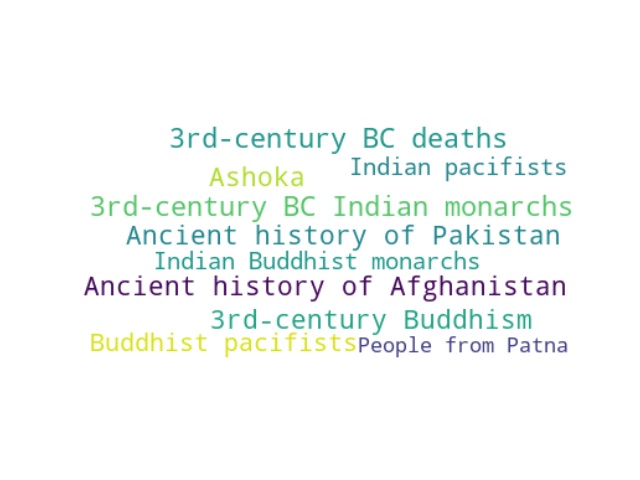 3rd-century BC deaths
Indian pacifists
Ashoka
3rd-century BC Indian monarchs
Ancient history of Pakistan
Indian Buddhist monarchs
Ancient history of Afghanistan
3rd-century Buddhism
Buddhist pacifists
People from Patna